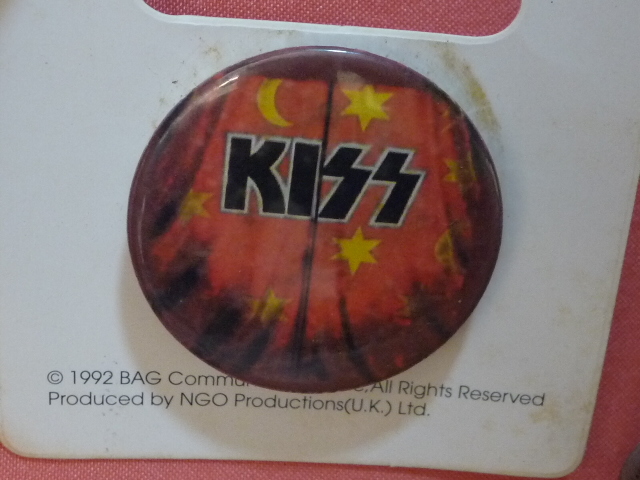 KISS
© 1992 BAG All Rights Reserved
Produced by NGO Productions(U.K.) Ltd.